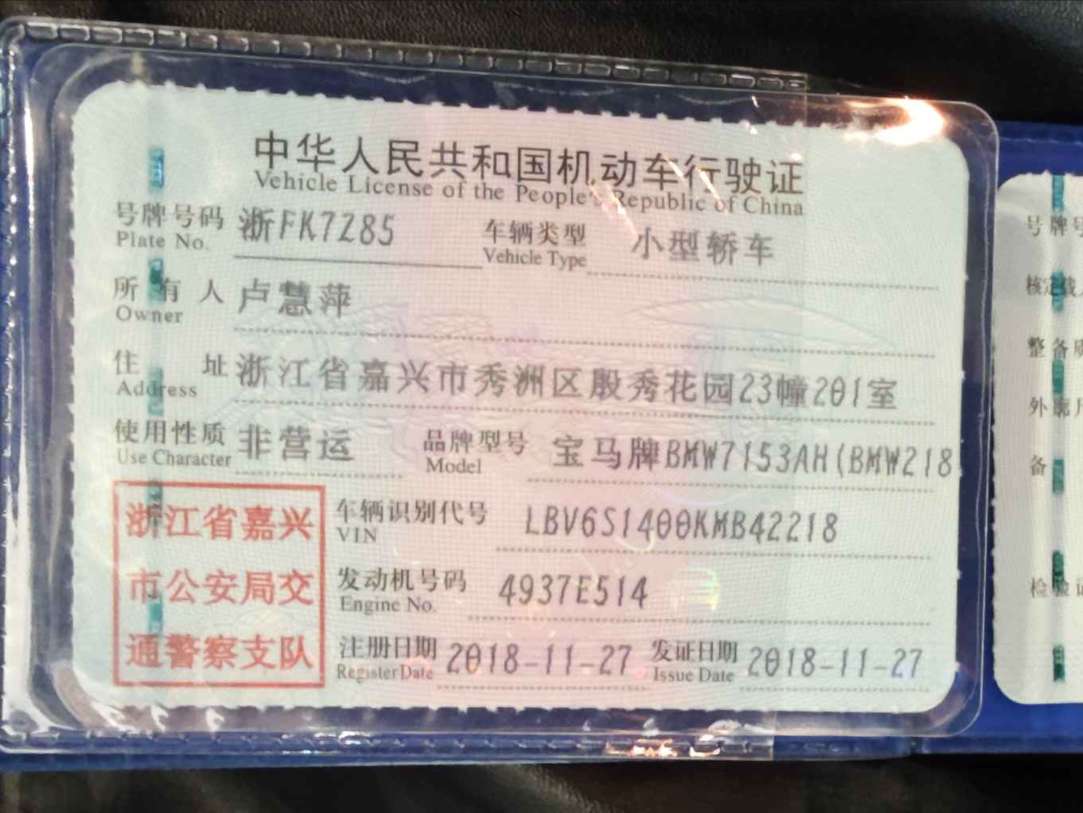 中华人民共和国机动车行驶证
Vehicle License of the People's Republic of China
号牌号码 浙FK7Z85 车辆类型 小型轿车
Plate No. Vehicle Type
所有人 卢慧萍
Owner
住址 浙江省嘉兴市秀洲区殷秀花园23幢201室
Address
使用性质 非营运 品牌型号 宝马牌BMW7153AH(BMW218
Use Character Model
浙江省嘉兴
市公安局交
通警察支队
车辆识别代号 LBV6S1400KMB42218
VIN
发动机号码 4937E514
Engine No.
注册日期 2018-11-27 发证日期 2018-11-27
Register Date Issue Date
号牌号
核定载
整备质
外廓尺
备
检验记